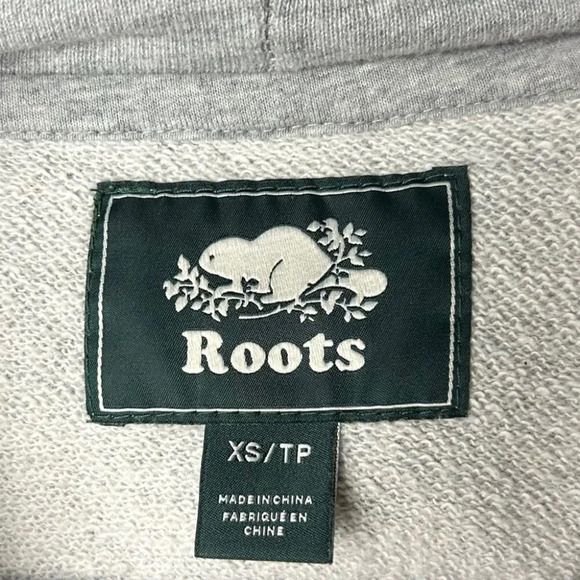 Roots
XS/TP
MADE IN CHINA
FABRIQUÉ EN
CHINE